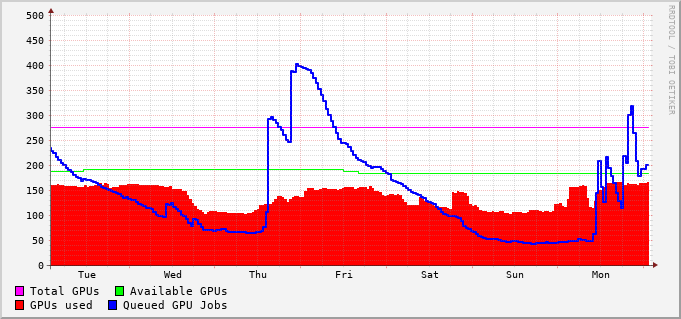 500
450
400
350
300
250
200
150
100
50
0
Tue Wed Thu Fri Sat Sun Mon
Total GPUs Available GPUs
GPUs used Queued GPU Jobs
RRDTOOL / TOBI OETIKER